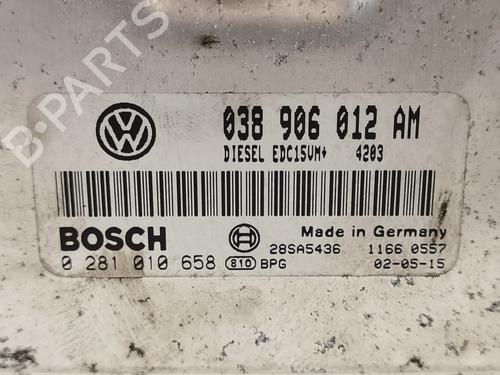 B-PARTS
038 906 012 AM
DIESEL EDC15VM+ 4203
BOSCH
Made in Germany
28SA5436 1166 0557
0 281 010 658 810 BPG 02-05-15